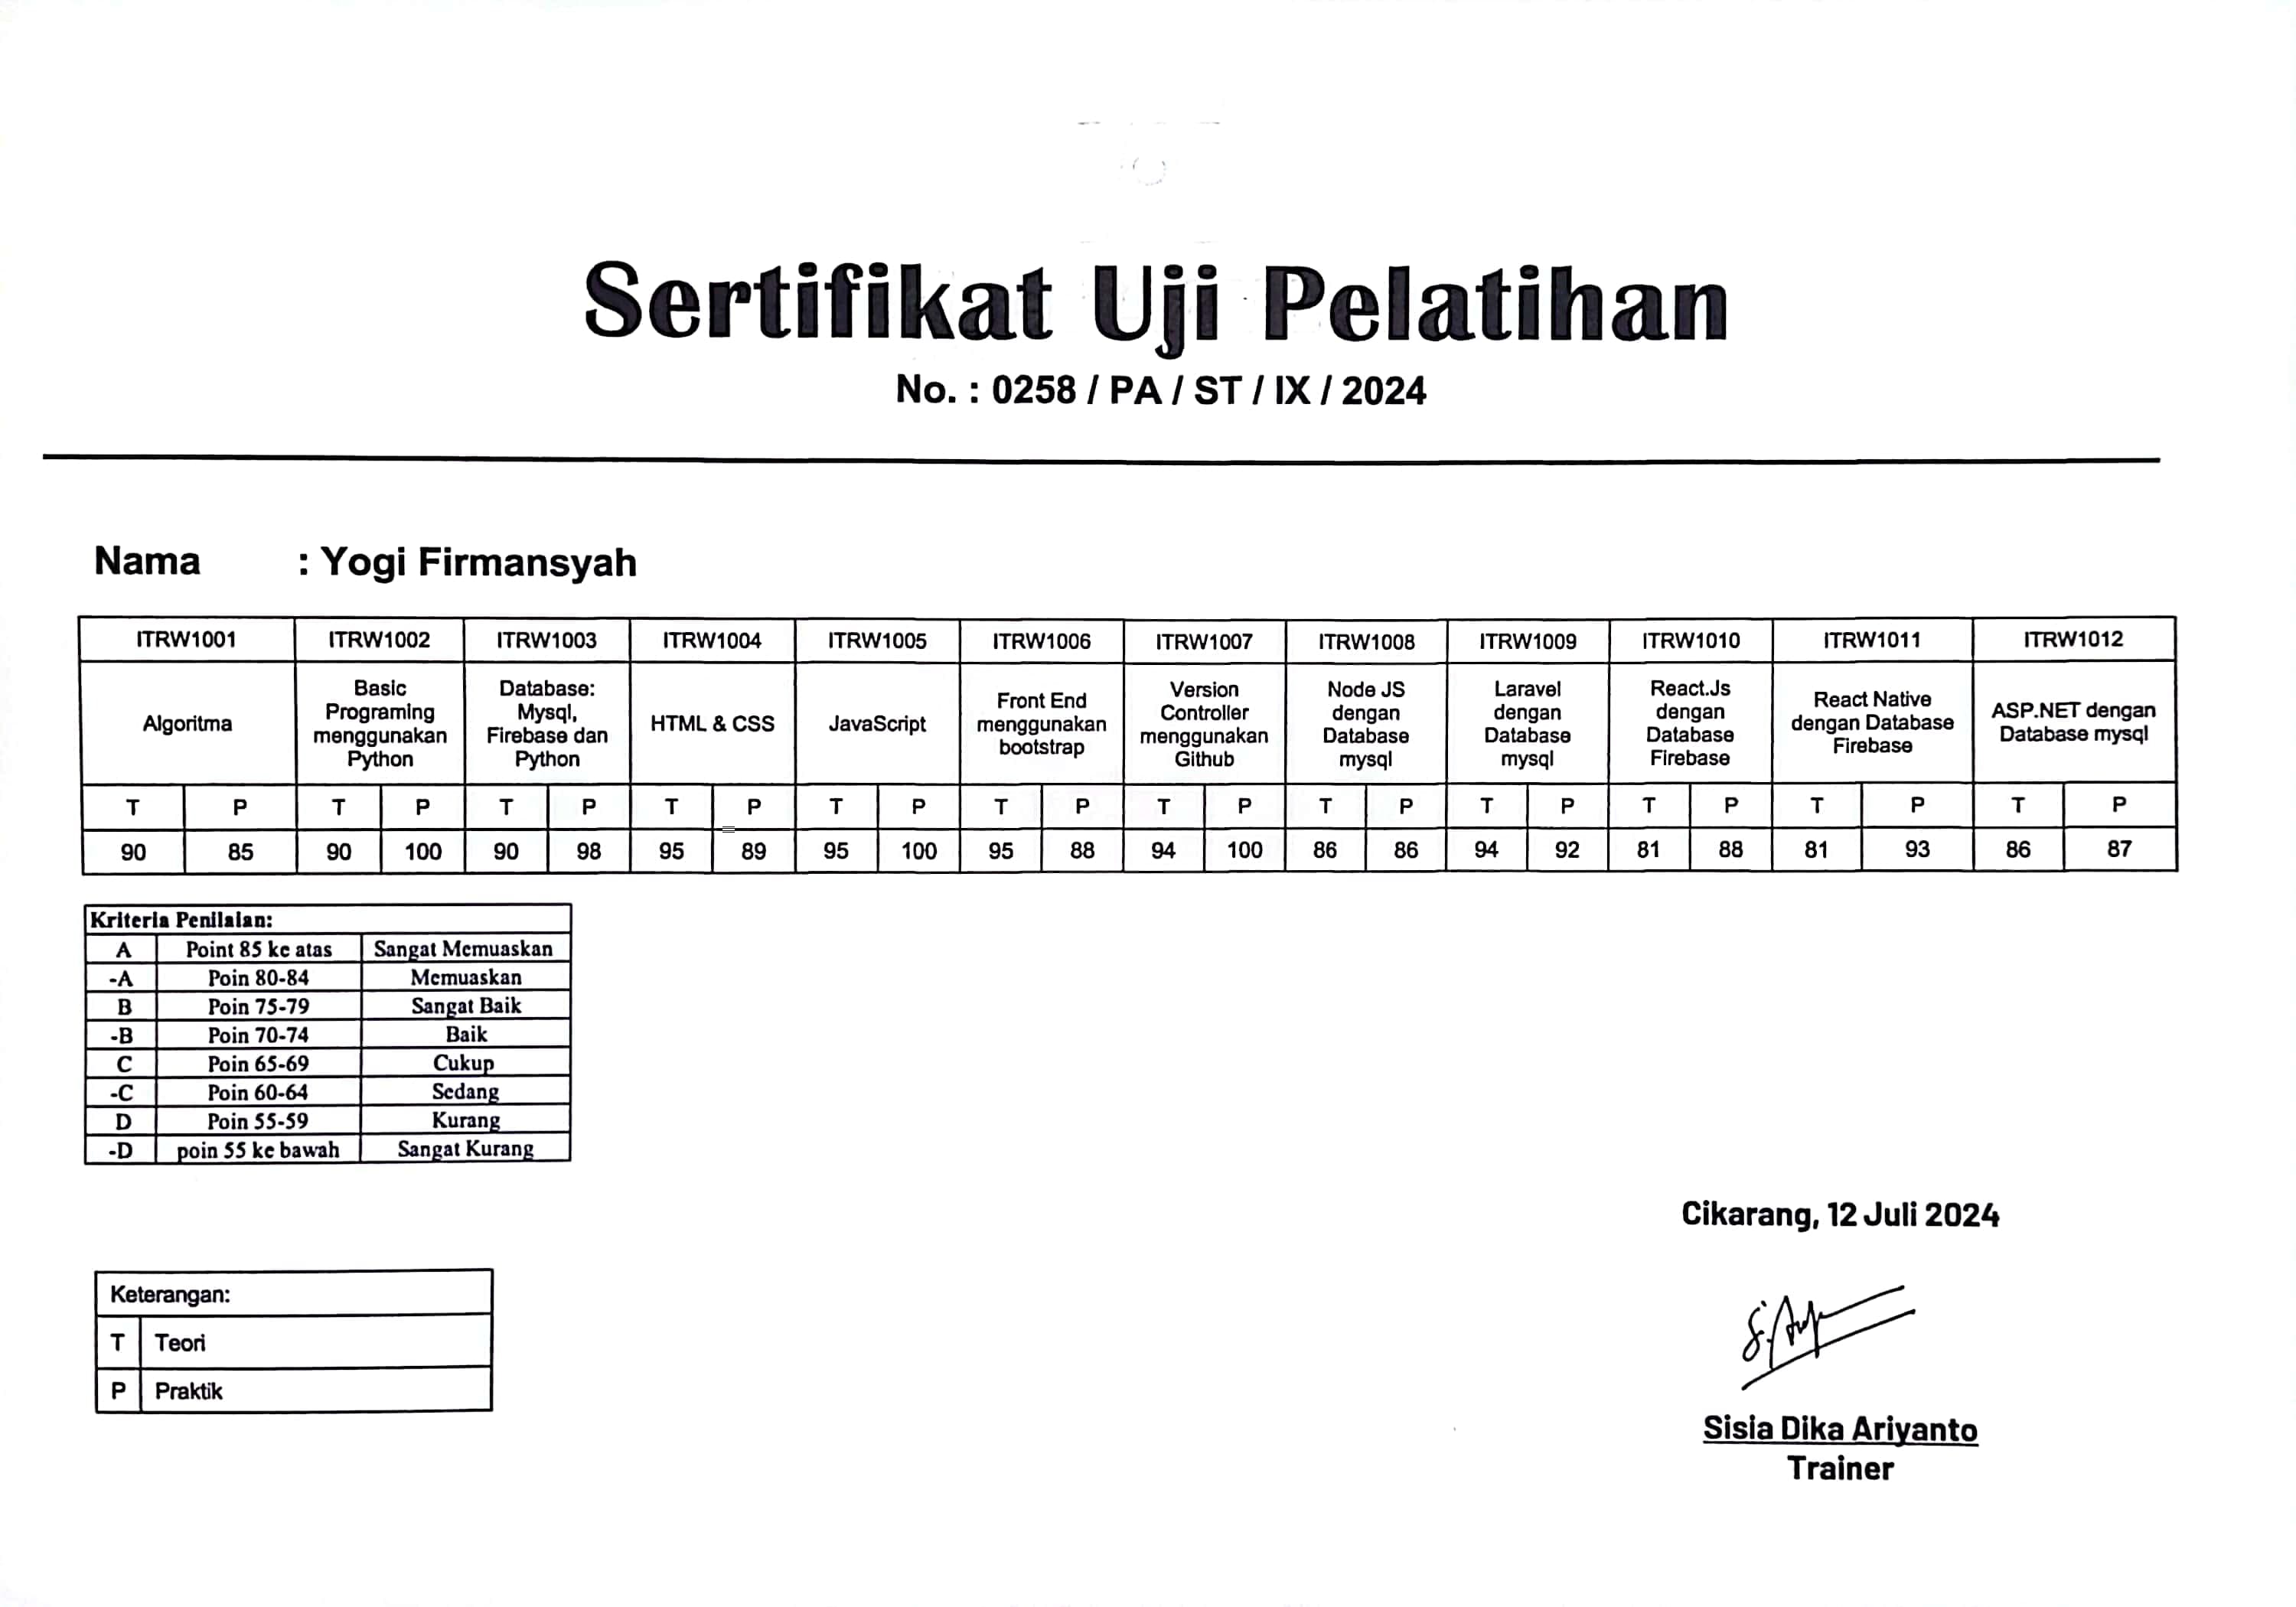 Sertifikat Uji Pelatihan
No. : 0258 / PA / ST / IX / 2024
Nama : Yogi Firmansyah
ITRW1001 ITRW1002 ITRW1003 ITRW1004 ITRW1005 ITRW1006 ITRW1007 ITRW1008 ITRW1009 ITRW1010 ITRW1011 ITRW1012
Algoritma
Basic
Programing
menggunakan
Python
Database:
Mysql,
Firebase dan
Python
HTML & CSS
JavaScript
Front End
menggunakan
bootstrap
Version
Controller
menggunakan
Github
Node JS
dengan
Database
mysql
Laravel
dengan
Database
mysql
React.Js
dengan
Database
Firebase
React Native
dengan Database
Firebase
ASP.NET dengan
Database mysql
T P T P T P T P T P T P T P T P T P T P T P T P
90 85 90 100 90 98 95 89 95 100 95 88 94 100 86 86 94 92 81 88 81 93 86 87
Kriteria Penilaian:
A Point 85 ke atas Sangat Memuaskan
-A Poin 80-84 Memuaskan
B Poin 75-79 Sangat Baik
-B Poin 70-74 Baik
C Poin 65-69 Cukup
-C Poin 60-64 Sedang
D Poin 55-59 Kurang
-D poin 55 ke bawah Sangat Kurang
Cikarang, 12 Juli 2024
Keterangan:
T Teori
P Praktik
Sisia Dika Ariyanto
Trainer